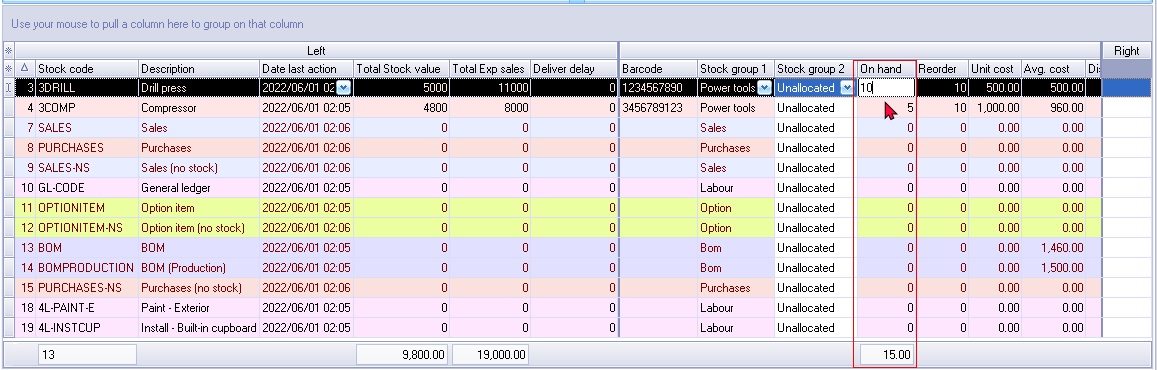 Use your mouse to pull a column here to group on that column
Left Right
Stock code Description Date last action Total Stock value Total Exp sales Deliver delay Barcode Stock group 1 Stock group 2 On hand Reorder Unit cost Avg. cost Di
3 3DRILL Drill press 2022/06/01 02 5000 11000 0 1234567890 Power tools Unallocated 10 10 500.00 500.00
4 3COMP Compressor 2022/06/01 02:05 4800 8000 0 3456789123 Power tools Unallocated 5 10 1,000.00 960.00
7 SALES Sales 2022/06/01 02:06 0 0 0 Sales Unallocated 0 0 0.00 0.00
8 PURCHASES Purchases 2022/06/01 02:06 0 0 0 Purchases Unallocated 0 0 0.00 0.00
9 SALES-NS Sales (no stock) 2022/06/01 02:06 0 0 0 Sales Unallocated 0 0 0.00 0.00
10 GL-CODE General ledger 2022/06/01 02:05 0 0 0 Labour Unallocated 0 0 0.00 0.00
11 OPTIONITEM Option item 2022/06/01 02:06 0 0 0 Option Unallocated 0 0 0.00 0.00
12 OPTIONITEM-NS Option item (no stock) 2022/06/01 02:06 0 0 0 Option Unallocated 0 0 0.00 0.00
13 BOM BOM 2022/06/01 02:05 0 0 0 Bom Unallocated 0 0 0.00 1,460.00
14 BOMPRODUCTION BOM (Production) 2022/06/01 02:05 0 0 0 Bom Unallocated 0 0 0.00 1,500.00
15 PURCHASES-NS Purchases (no stock) 2022/06/01 02:06 0 0 0 Purchases Unallocated 0 0 0.00 0.00
18 4L-PAINT-E Paint - Exterior 2022/06/01 02:05 0 0 0 Labour Unallocated 0 0 0.00 0.00
19 4L-INSTCUP Install - Built-in cupboard 2022/06/01 02:05 0 0 0 Labour Unallocated 0 0 0.00 0.00
13 9,800.00 19,000.00 15.00